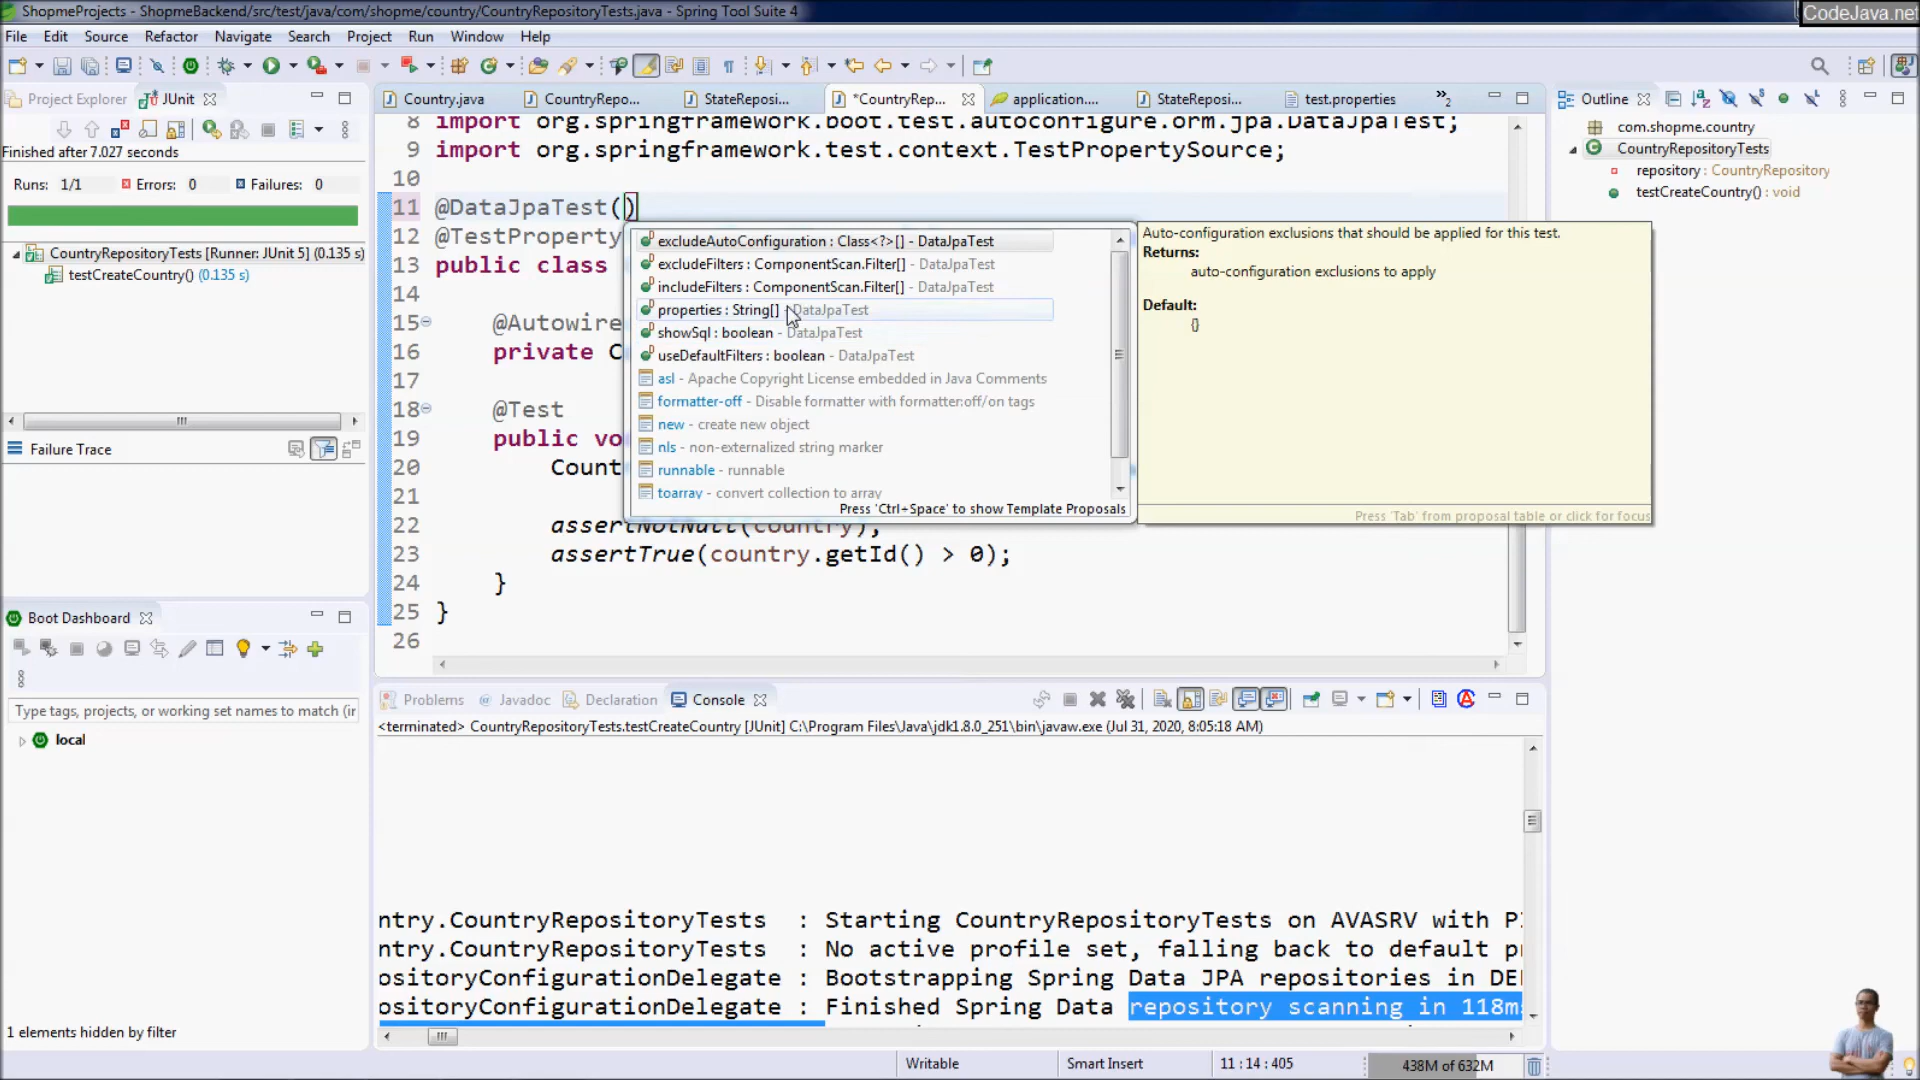 ShopmeProjects - ShopmeBackend/src/test/java/com/shopme/country/CountryRepositoryTests.java - Spring Tool Suite 4
CodeJava.net
File Edit Source Refactor Navigate Search Project Run Window Help
Project Explorer JUnit
Finished after 7.027 seconds
Runs: 1/1 Errors: 0 Failures: 0
CountryRepositoryTests [Runner: JUnit 5] (0.135 s)
testCreateCountry() (0.135 s)
Failure Trace
Boot Dashboard
Type tags, projects, or working set names to match (ir
local
1 elements hidden by filter
Country.java CountryRepo... StateReposi... *CountryRep... application.... StateReposi... test.properties »2
8 import org.springframework.boot.test.autoconfigure.orm.jpa.DataJpaTest;
9 import org.springframework.test.context.TestPropertySource;
10
11 @DataJpaTest()
12 @TestProperty
13 public class
14
15 @Autowire
16 private C
17
18 @Test
19 public vo
20 Count
21
22 assertNotNull(country);
23 assertTrue(country.getId() > 0);
24 }
25 }
26
excludeAutoConfiguration : Class<?>[] - DataJpaTest
excludeFilters : ComponentScan.Filter[] - DataJpaTest
includeFilters : ComponentScan.Filter[] - DataJpaTest
properties : String[] - DataJpaTest
showSql : boolean - DataJpaTest
useDefaultFilters : boolean - DataJpaTest
asl - Apache Copyright License embedded in Java Comments
formatter-off - Disable formatter with formatter:off/on tags
new - create new object
nls - non-externalized string marker
runnable - runnable
toarray - convert collection to array
Press 'Ctrl+Space' to show Template Proposals
Auto-configuration exclusions that should be applied for this test.
Returns:
auto-configuration exclusions to apply
Default:
{}
Press 'Tab' from proposal table or click for focus
Outline
com.shopme.country
CountryRepositoryTests
repository : CountryRepository
testCreateCountry() : void
Problems Javadoc Declaration Console
<terminated> CountryRepositoryTests.testCreateCountry [JUnit] C:\Program Files\Java\jdk1.8.0_251\bin\javaw.exe (Jul 31, 2020, 8:05:18 AM)
ntry.CountryRepositoryTests : Starting CountryRepositoryTests on AVASRV with P
ntry.CountryRepositoryTests : No active profile set, falling back to default p
ositoryConfigurationDelegate : Bootstrapping Spring Data JPA repositories in DE
ositoryConfigurationDelegate : Finished Spring Data repository scanning in 118m
Writable Smart Insert 11 : 14 : 405 438M of 632M